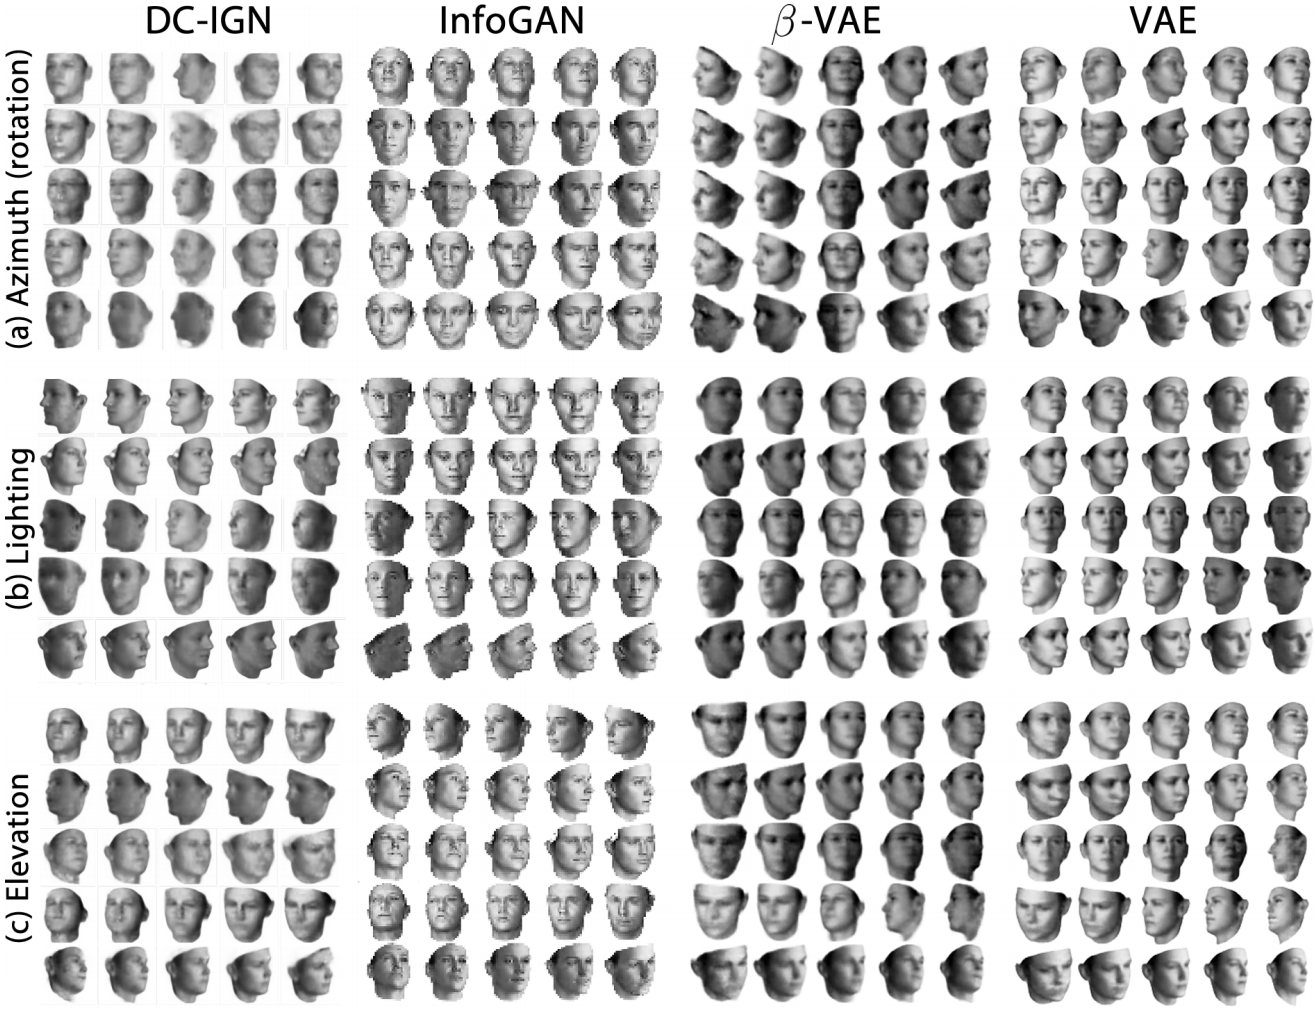 DC-IGN InfoGAN β-VAE VAE
(a) Azimuth (rotation)
(b) Lighting
(c) Elevation